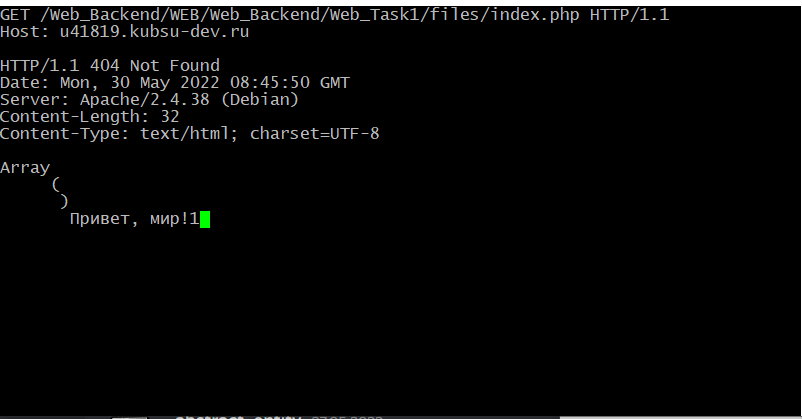 GET /Web_Backend/WEB/Web_Backend/Web_Task1/files/index.php HTTP/1.1
Host: u41819.kubsu-dev.ru
HTTP/1.1 404 Not Found
Date: Mon, 30 May 2022 08:45:50 GMT
Server: Apache/2.4.38 (Debian)
Content-Length: 32
Content-Type: text/html; charset=UTF-8
Array
(
)
Привет, мир!1